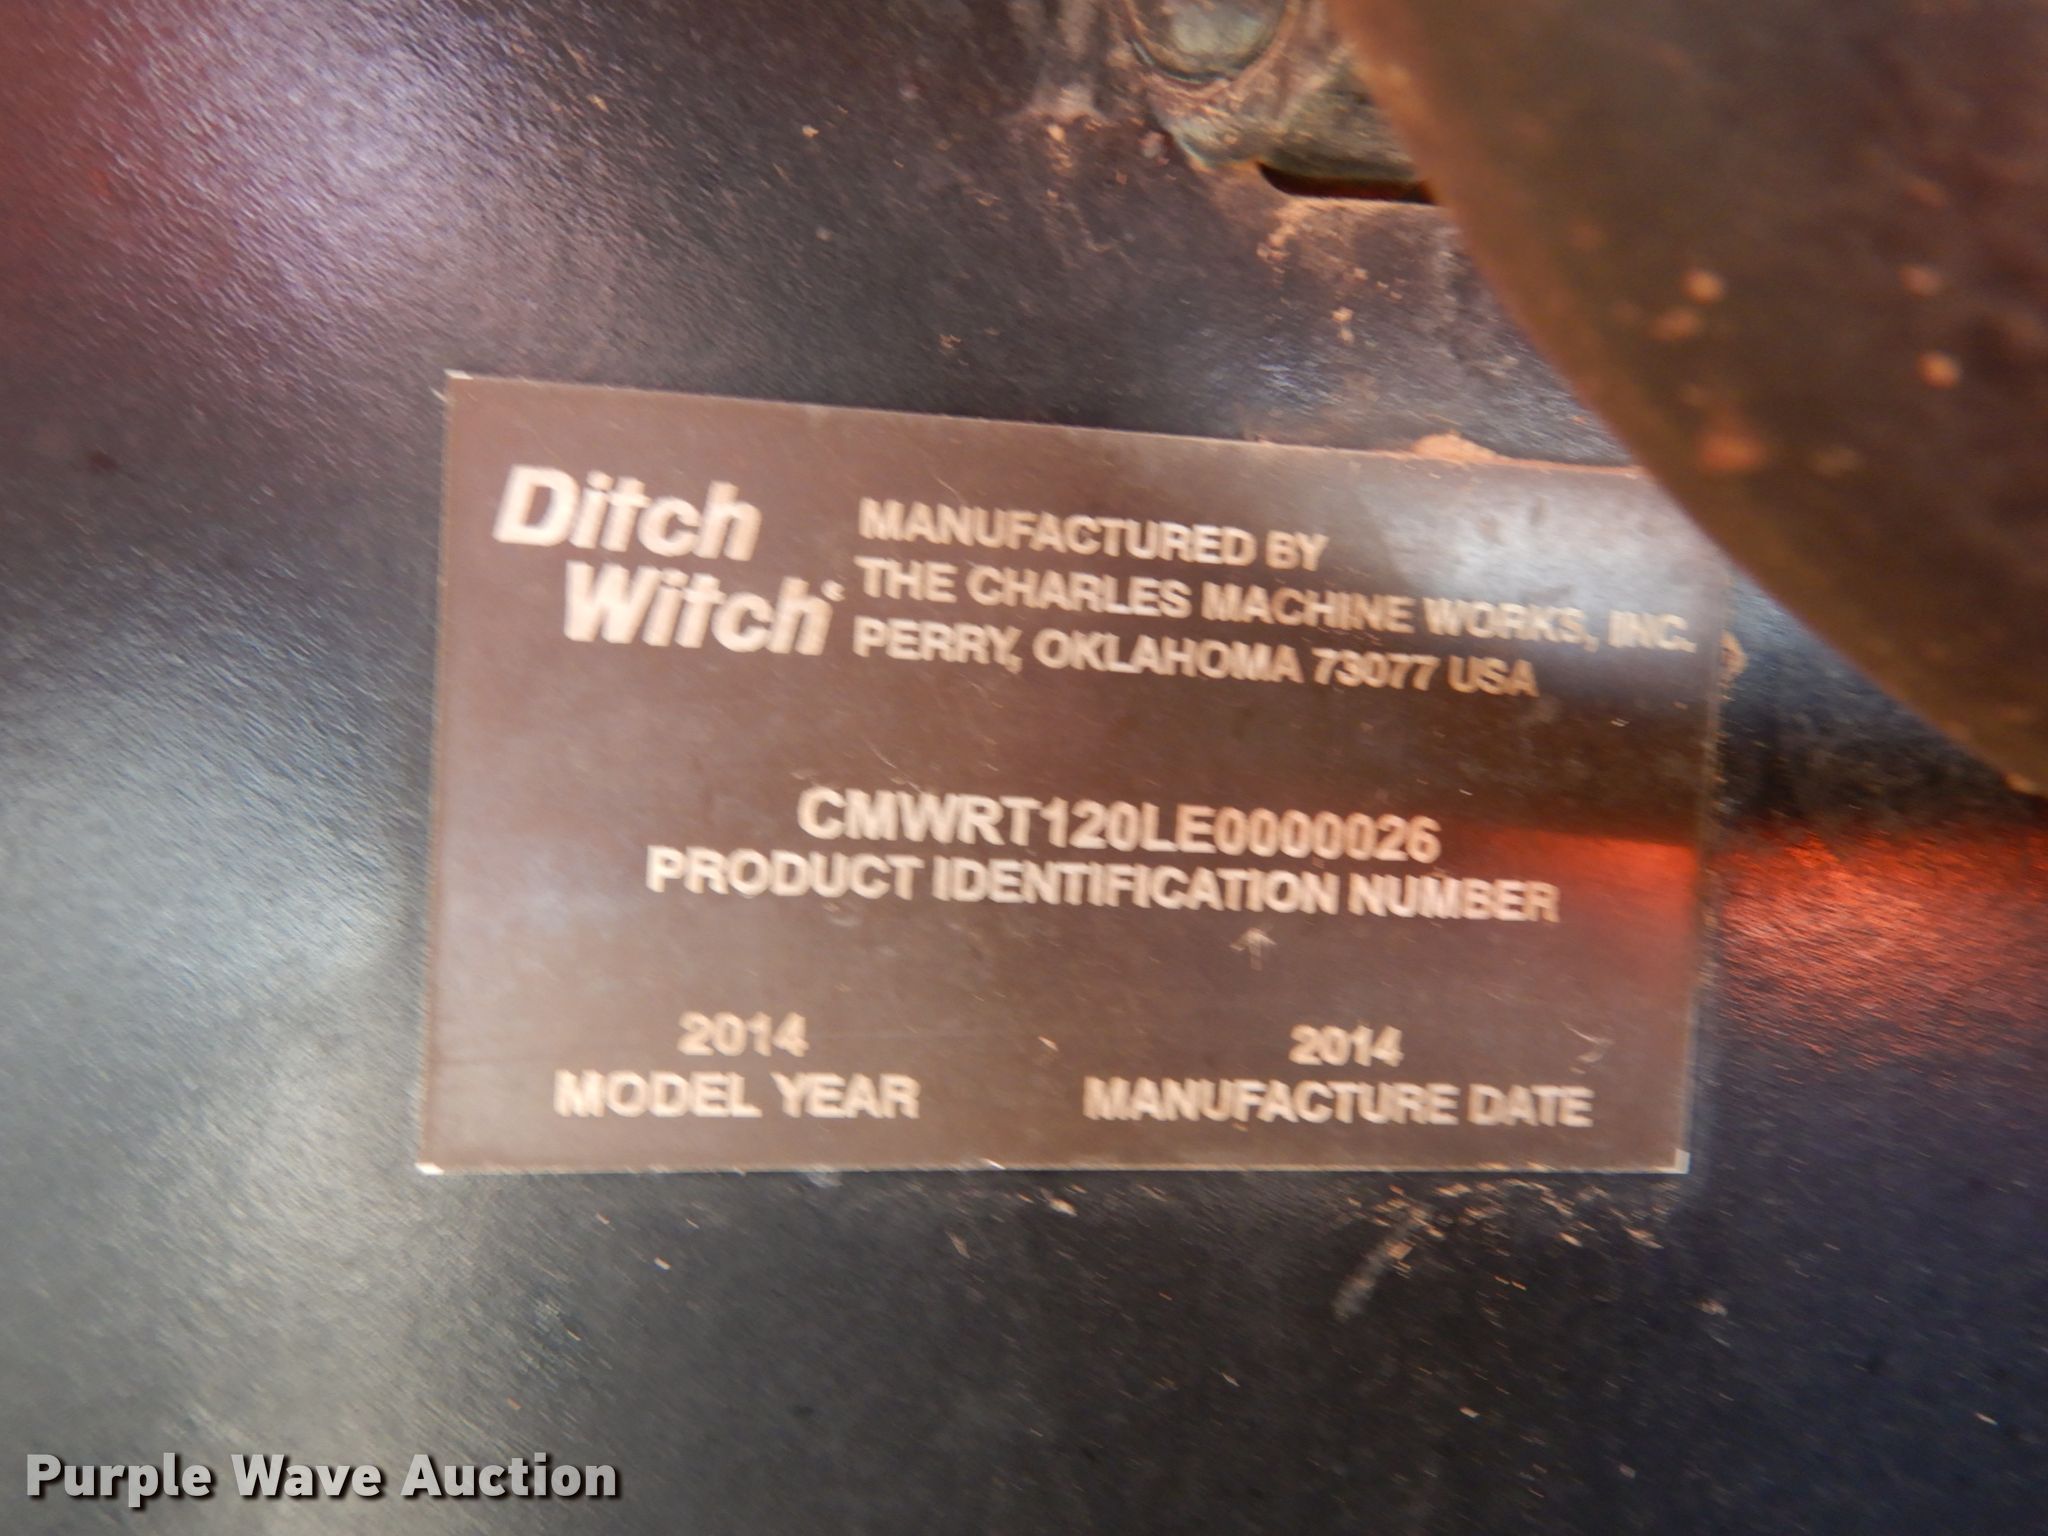 Ditch
Witch®
MANUFACTURED BY
THE CHARLES MACHINE WORKS, INC.
PERRY, OKLAHOMA 73077 USA
CMWRT120LE0000026
PRODUCT IDENTIFICATION NUMBER
2014
MODEL YEAR
2014
MANUFACTURE DATE
Purple Wave Auction